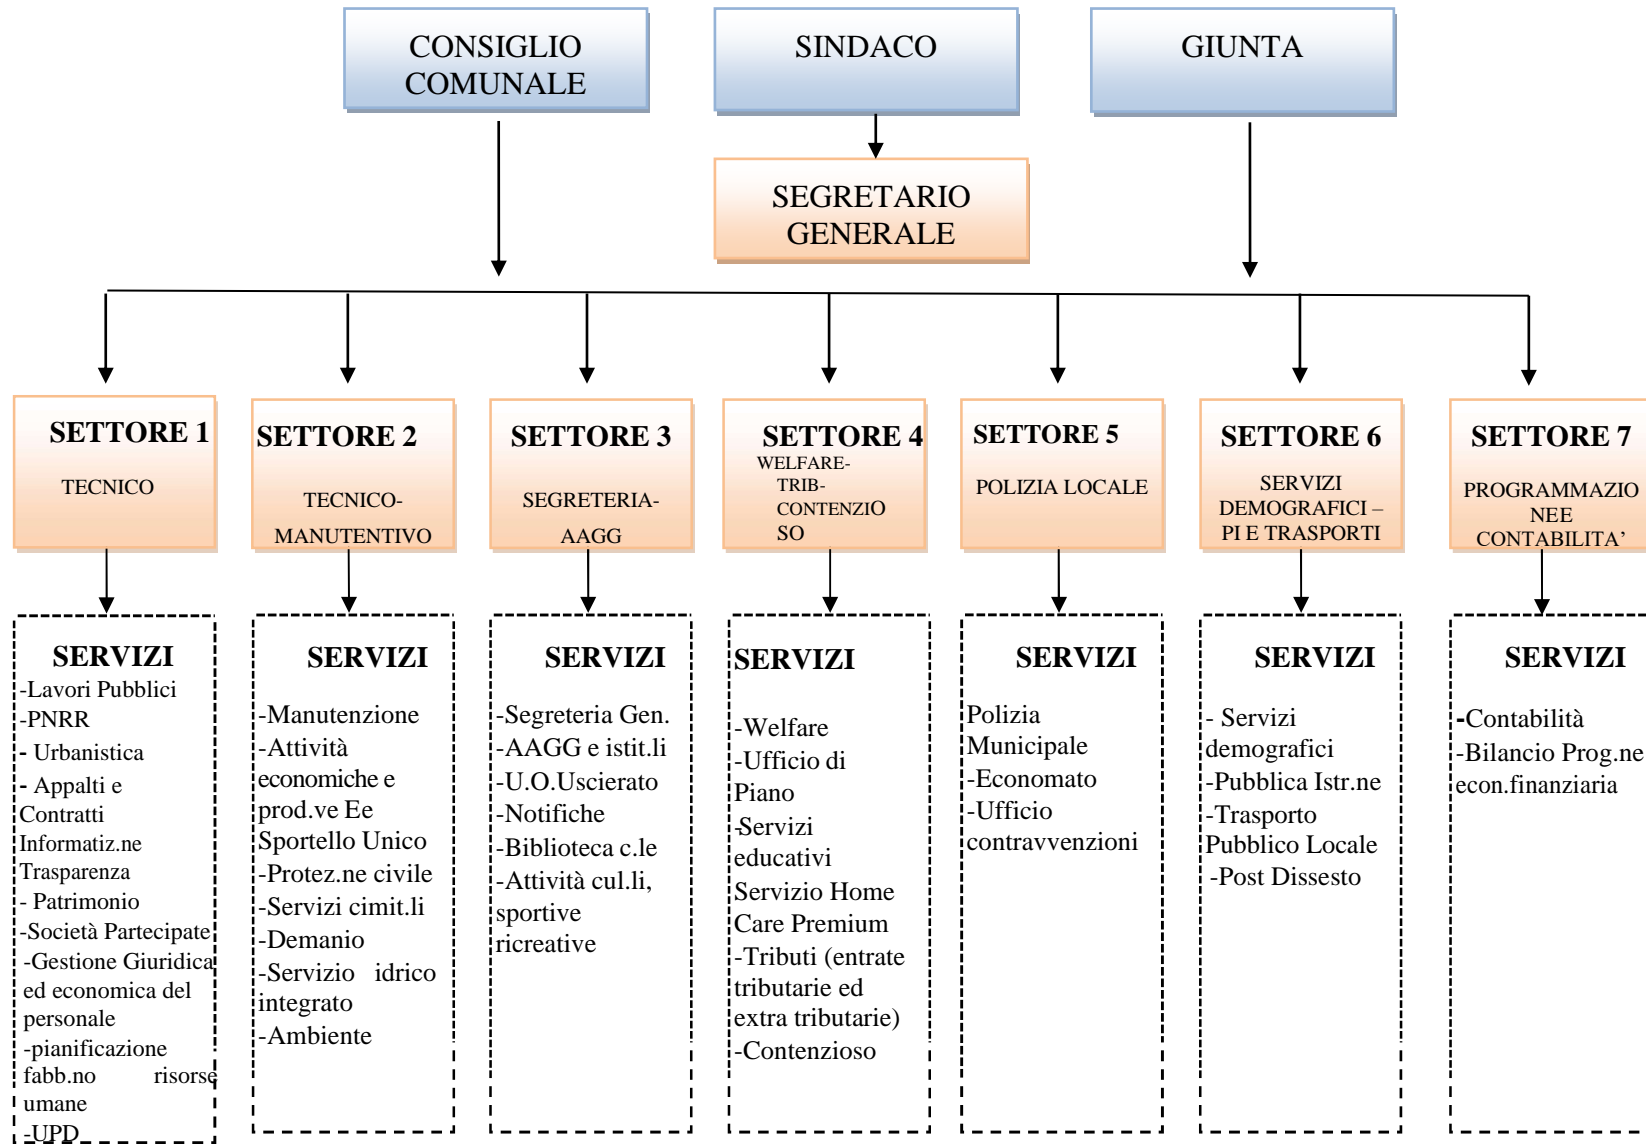 CONSIGLIO
COMUNALE
SINDACO
GIUNTA
SEGRETARIO
GENERALE
SETTORE 1
TECNICO
SETTORE 2
TECNICO-
MANUTENTIVO
SETTORE 3
SEGRETERIA-
AAGG
SETTORE 4
WELFARE-
TRIB-
CONTENZIO
SO
SETTORE 5
POLIZIA LOCALE
SETTORE 6
SERVIZI
DEMOGRAFICI –
PI E TRASPORTI
SETTORE 7
PROGRAMMAZIO
NEE
CONTABILITA’
SERVIZI
-Lavori Pubblici
-PNRR
- Urbanistica
- Appalti e
Contratti
Informatiz.ne
Trasparenza
- Patrimonio
-Società Partecipate
-Gestione Giuridica
ed economica del
personale
-pianificazione
fabb.no risorse
umane
-UPD
SERVIZI
-Manutenzione
-Attività
economiche e
prod.ve Ee
Sportello Unico
-Protez.ne civile
-Servizi cimit.li
-Demanio
-Servizio idrico
integrato
-Ambiente
SERVIZI
-Segreteria Gen.
-AAGG e istit.li
-U.O.Uscierato
-Notifiche
-Biblioteca c.le
-Attività cul.li,
sportive
ricreative
SERVIZI
-Welfare
-Ufficio di
Piano
-Servizi
educativi
Servizio Home
Care Premium
-Tributi (entrate
tributarie ed
extra tributarie)
-Contenzioso
SERVIZI
Polizia
Municipale
-Economato
-Ufficio
contravvenzioni
SERVIZI
- Servizi
demografici
-Pubblica Istr.ne
-Trasporto
Pubblico Locale
-Post Dissesto
SERVIZI
-Contabilità
-Bilancio Prog.ne
econ.finanziaria